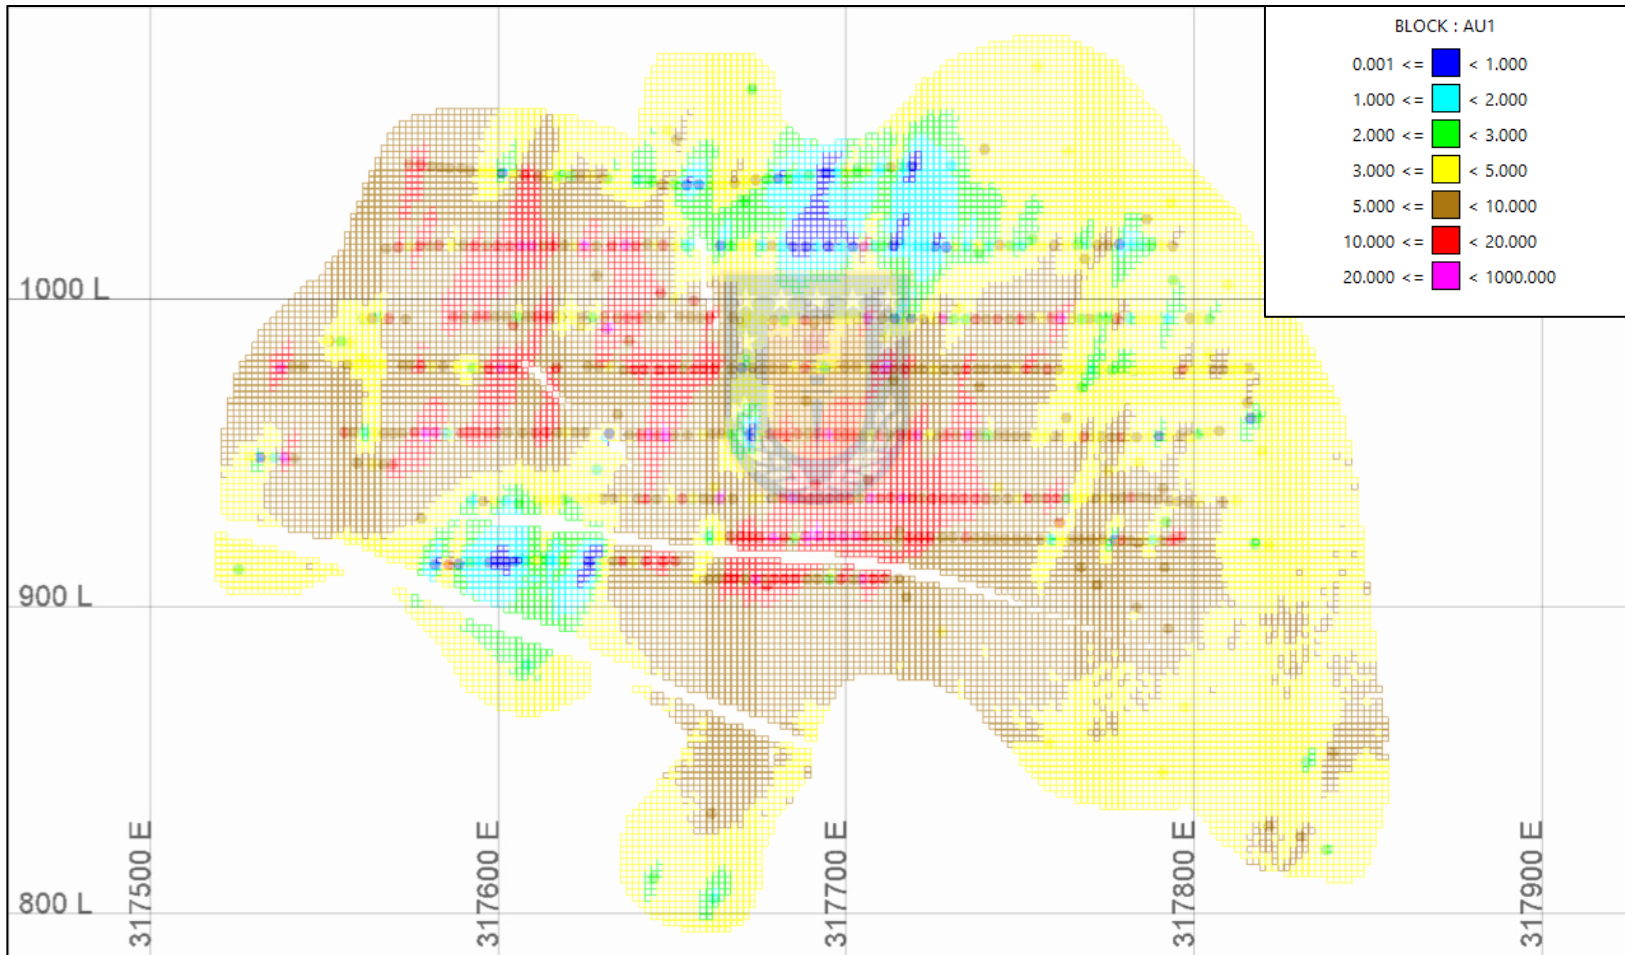 BLOCK : AU1
0.001 <= < 1.000
1.000 <= < 2.000
2.000 <= < 3.000
3.000 <= < 5.000
5.000 <= < 10.000
10.000 <= < 20.000
20.000 <= < 1000.000
1000 L
900 L
800 L
317500 E
317600 E
317700 E
317800 E
317900 E